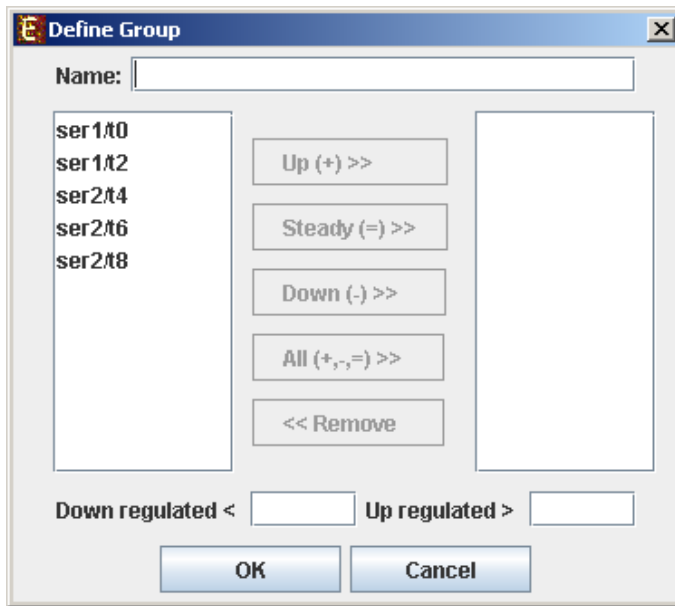 E Define Group
Name:
ser1/t0
ser1/t2
ser2/t4
ser2/t6
ser2/t8
Up (+) >>
Steady (=) >>
Down (-) >>
All (+,-,=) >>
<< Remove
Down regulated < Up regulated >
OK Cancel